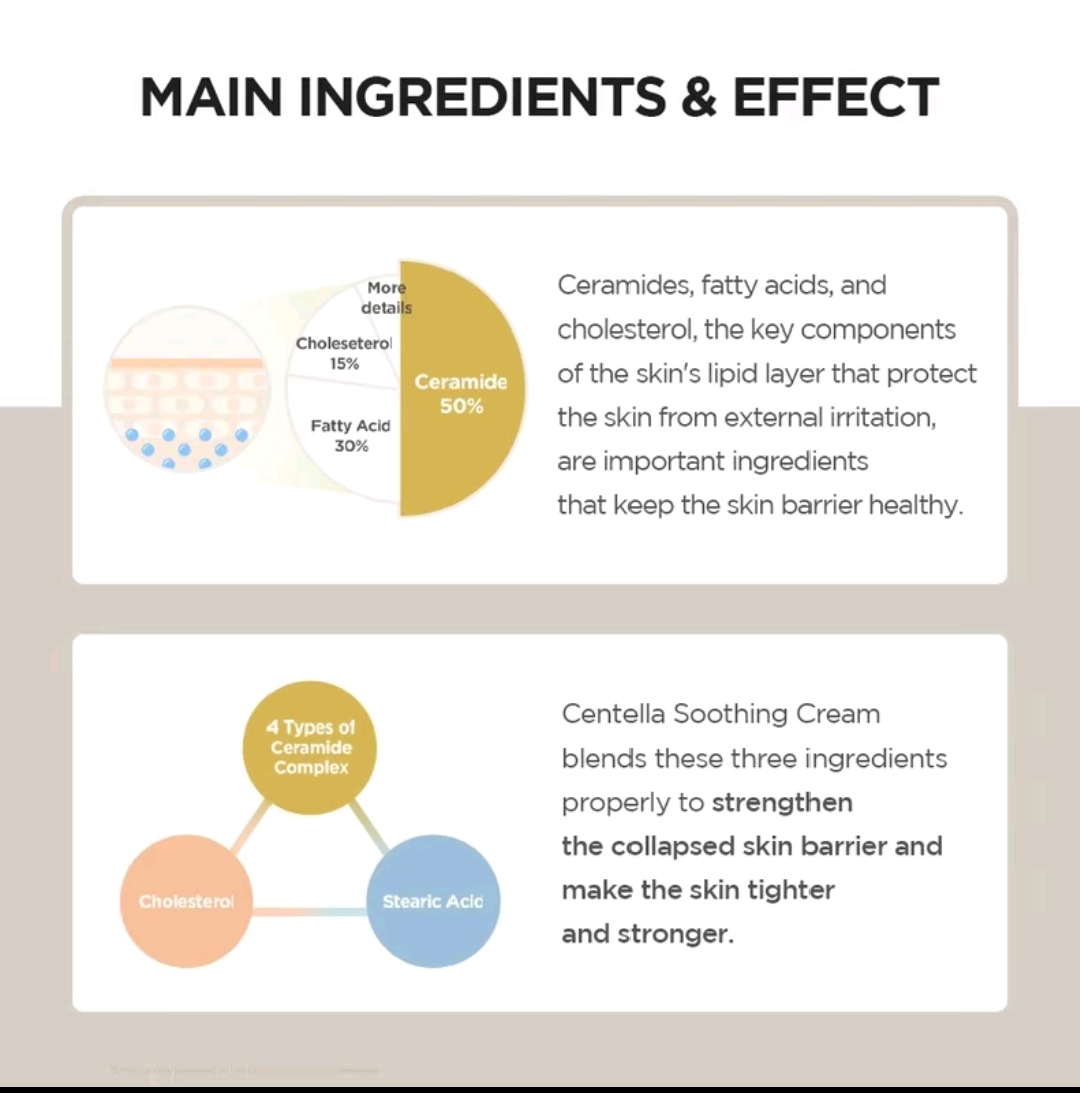 MAIN INGREDIENTS & EFFECT
More
details
Choleseterol
15%
Ceramide
50%
Fatty Acid
30%
Ceramides, fatty acids, and
cholesterol, the key components
of the skin's lipid layer that protect
the skin from external irritation,
are important ingredients
that keep the skin barrier healthy.
4 Types of
Ceramide
Complex
Cholesterol
Stearic Acid
Centella Soothing Cream
blends these three ingredients
properly to strengthen
the collapsed skin barrier and
make the skin tighter
and stronger.